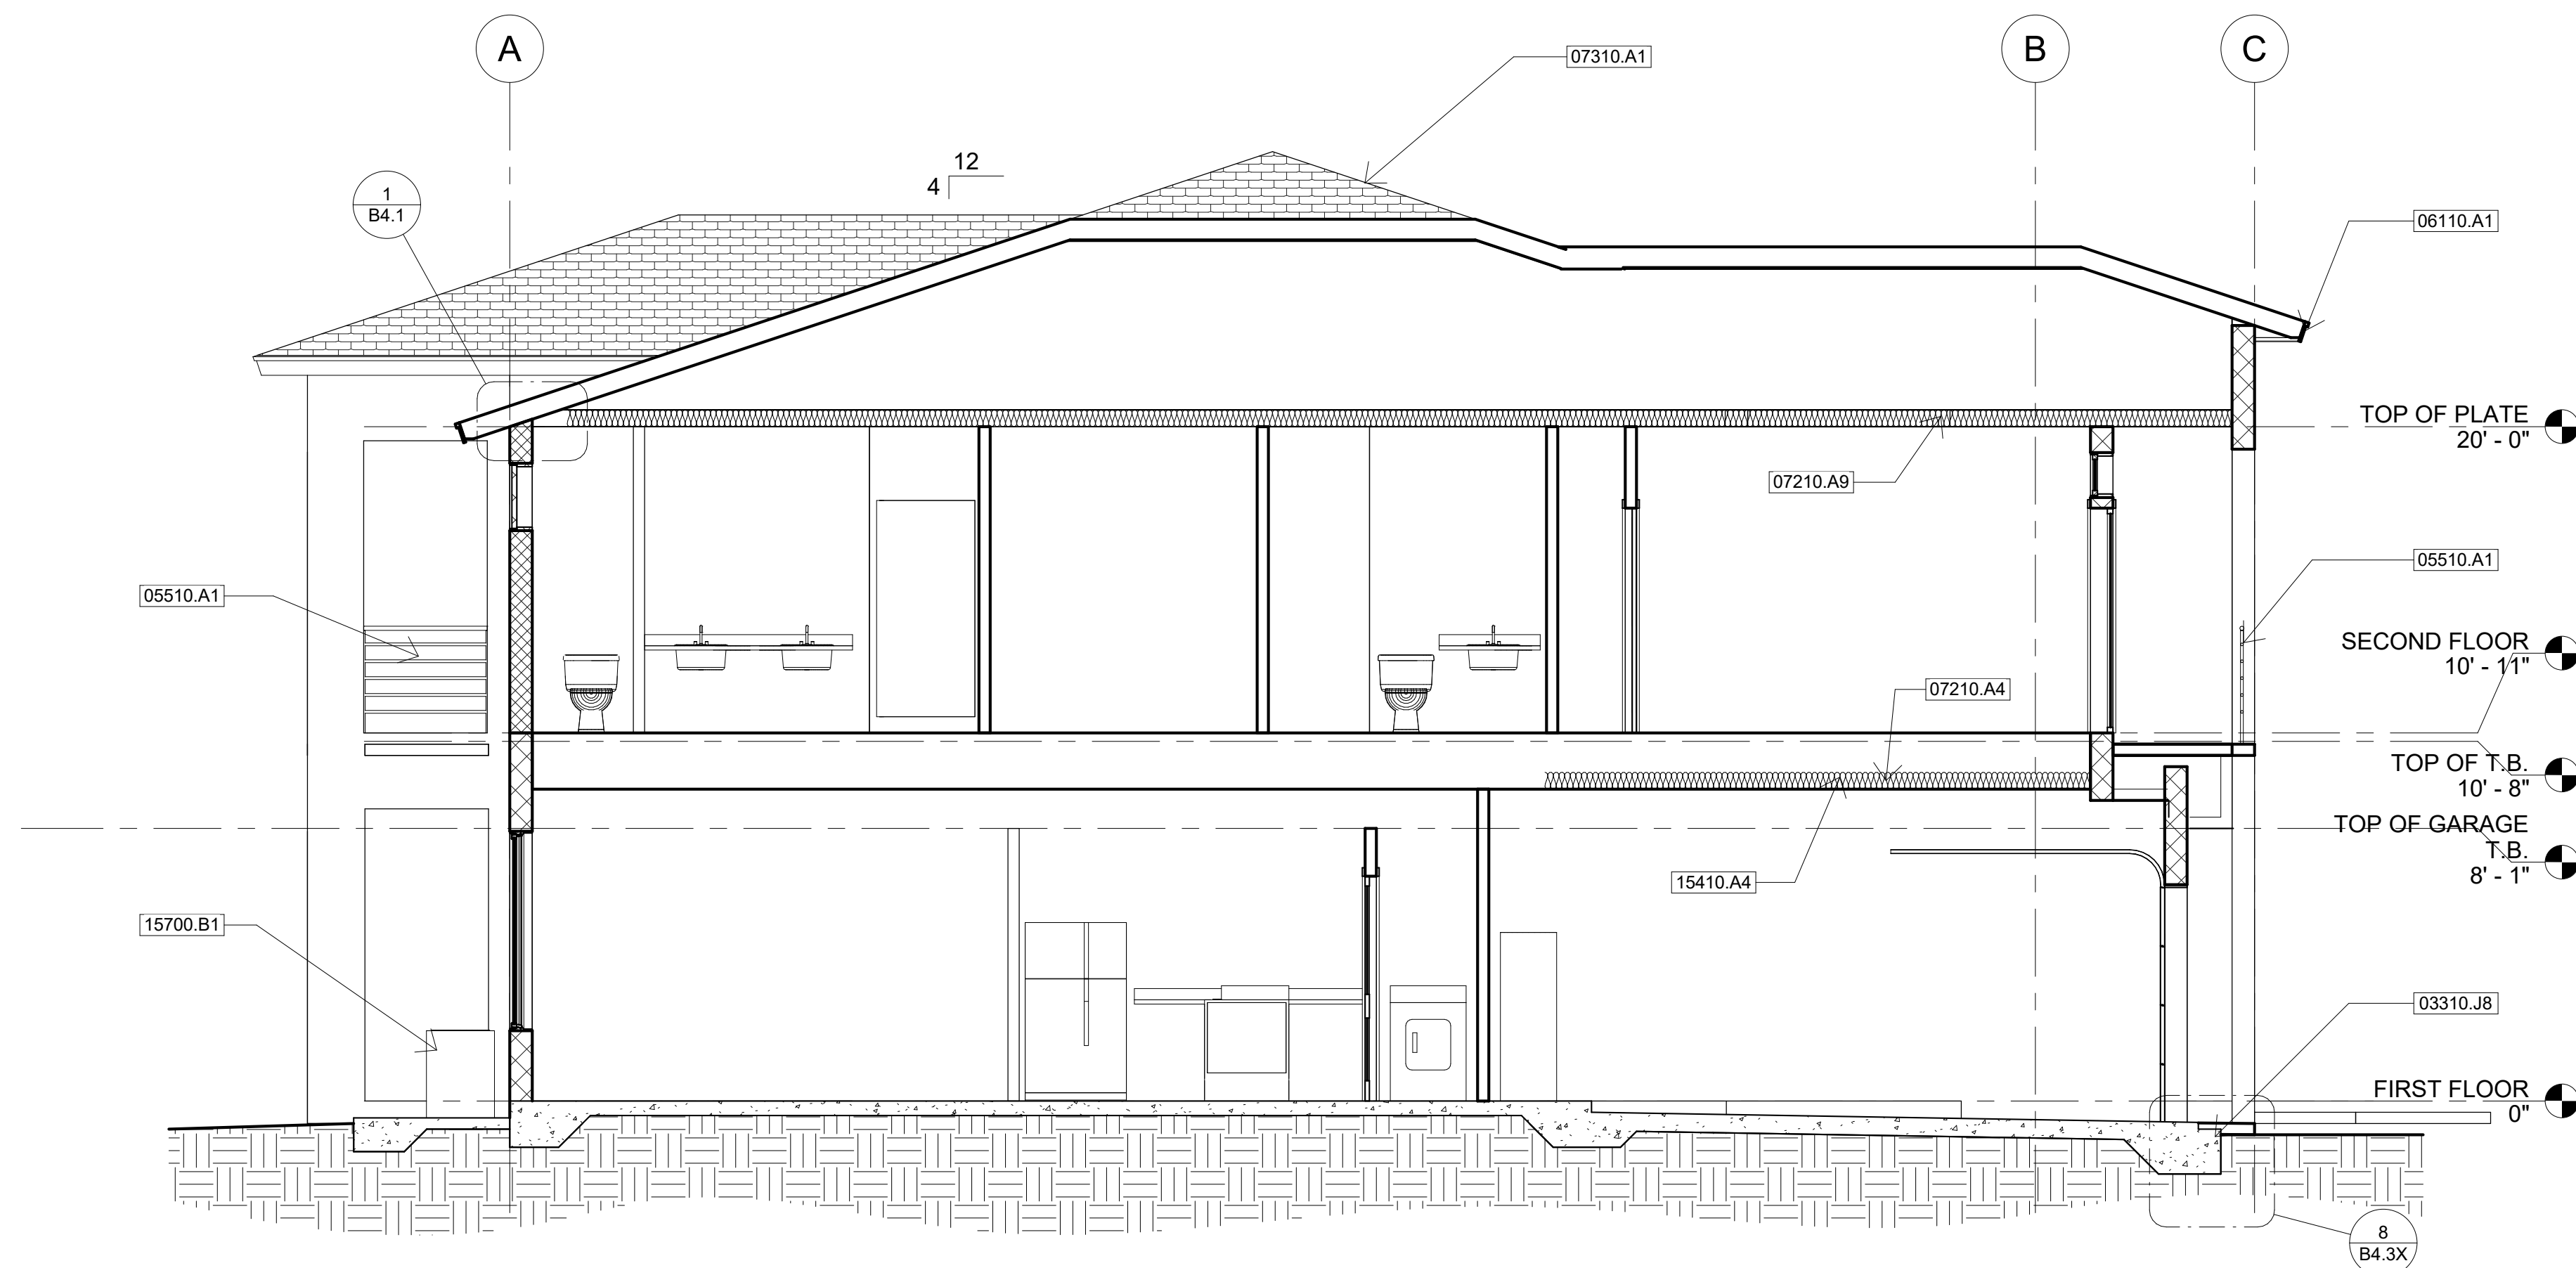 A
B
C
07310.A1
12
4
1
B4.1
06110.A1
TOP OF PLATE
20' - 0"
07210.A9
05510.A1
05510.A1
SECOND FLOOR
10' - 11"
07210.A4
TOP OF T.B.
10' - 8"
TOP OF GARAGE
T.B.
8' - 1"
15410.A4
15700.B1
03310.J8
FIRST FLOOR
0"
8
B4.3X